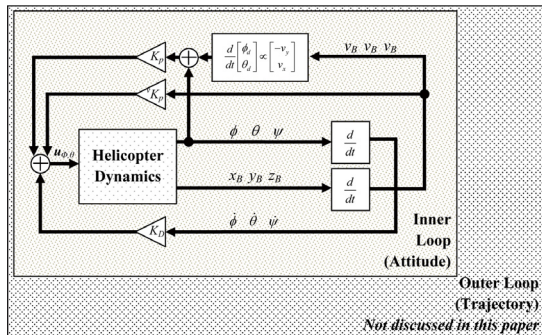 K_p
d/dt [ϕ_d θ_d] ∝ [−v_y v_x]
v_B v_B v_B
^vK_p
u_Φ,θ
Helicopter
Dynamics
ϕ θ ψ
d/dt
x_B y_B z_B
d/dt
K_D
ϕ̇ θ̇ ψ̇
Inner
Loop
(Attitude)
Outer Loop
(Trajectory)
Not discussed in this paper